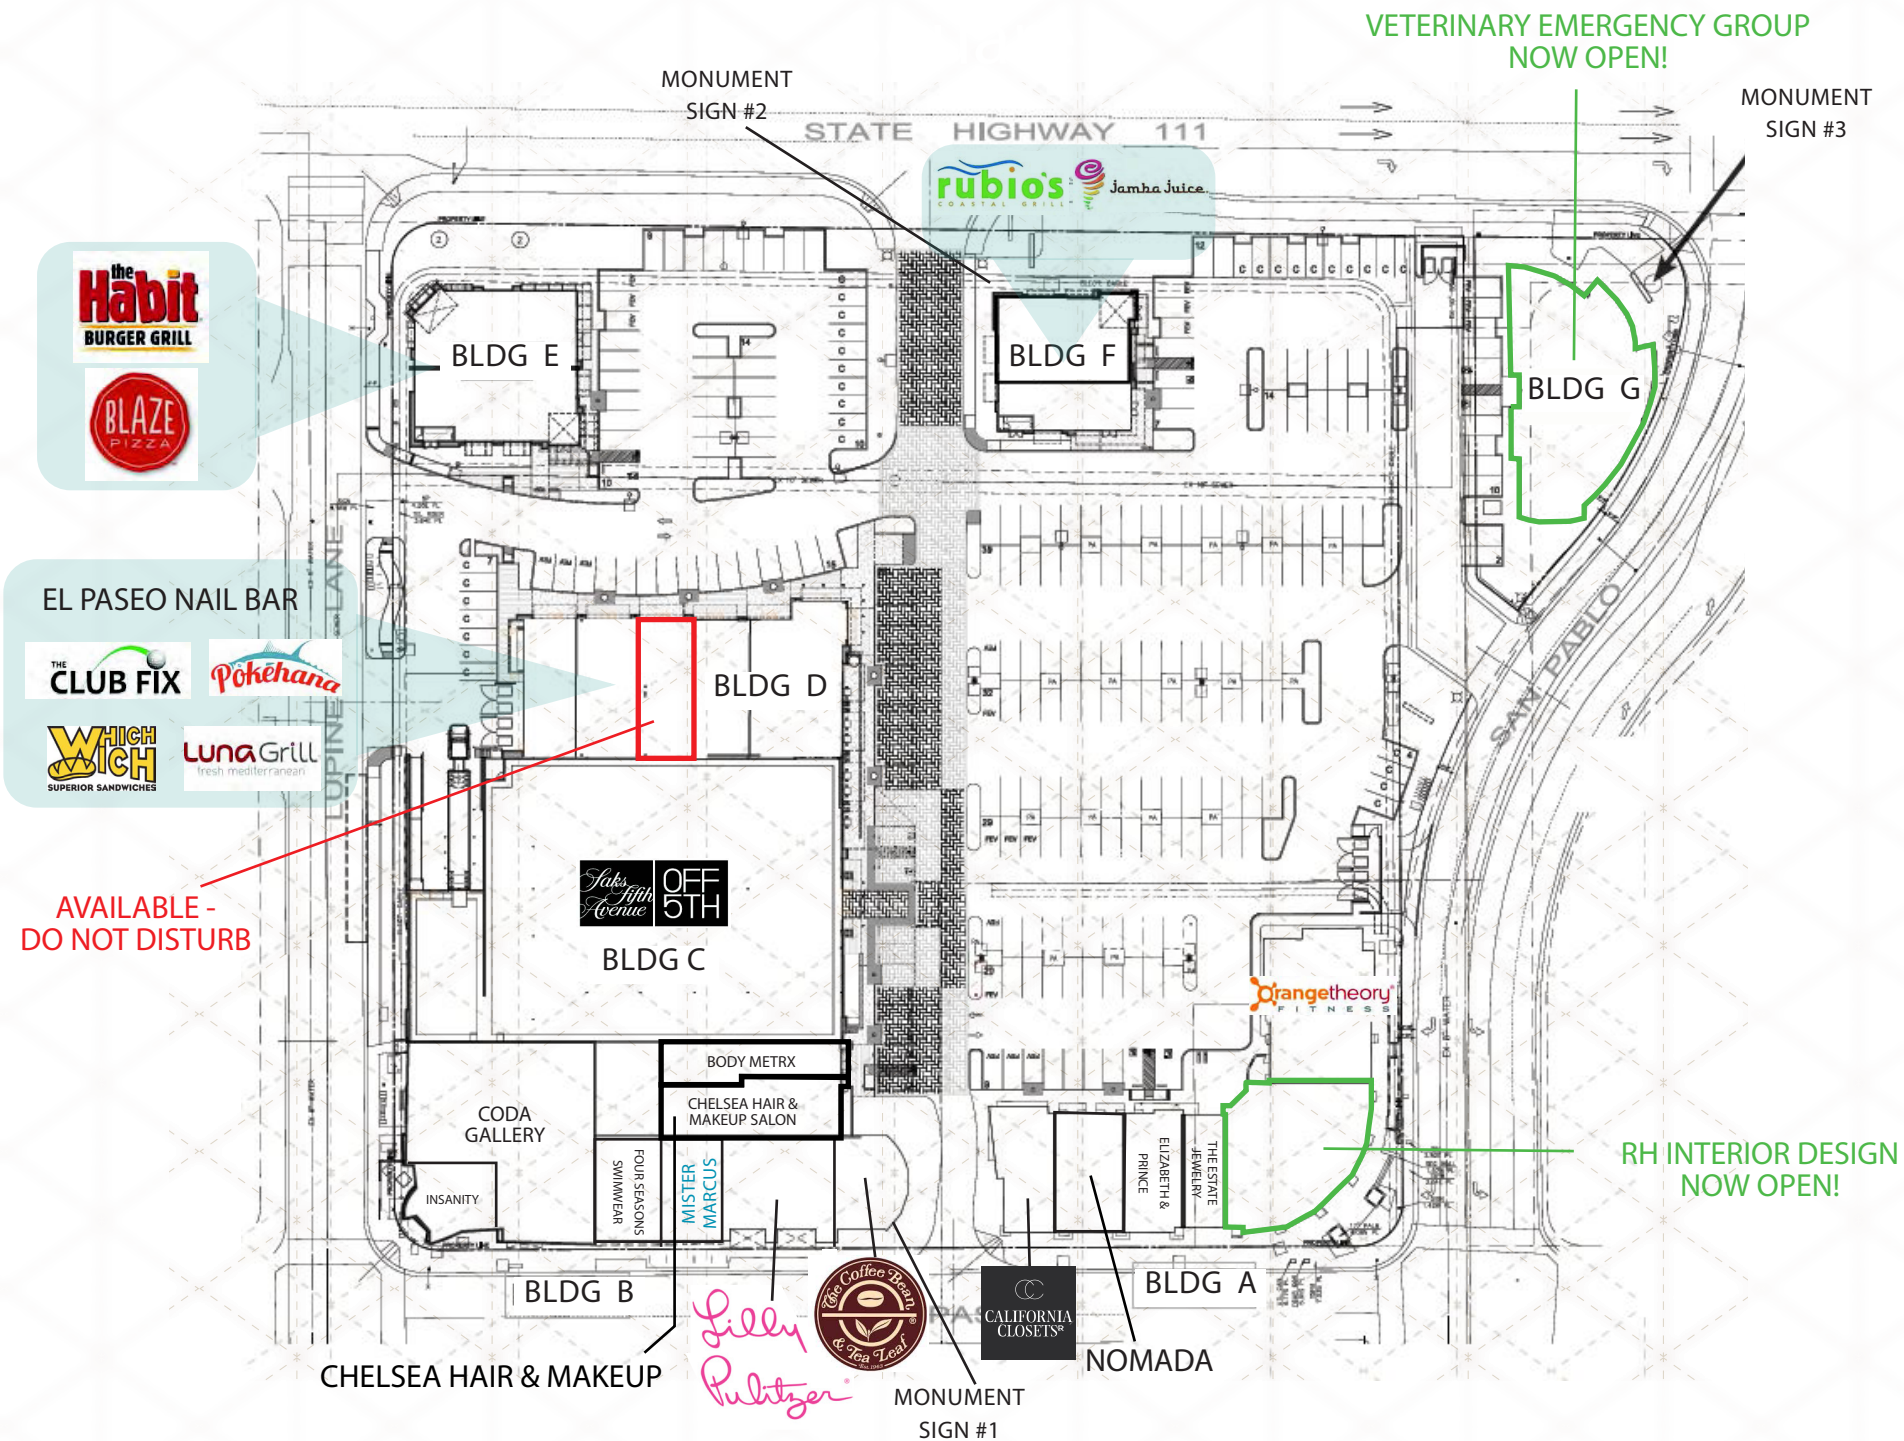 VETERINARY EMERGENCY GROUP
NOW OPEN!
MONUMENT
SIGN #2
MONUMENT
SIGN #3
STATE HIGHWAY 111
rubio's
COASTAL GRILL
Jamba Juice
the
Habit
BURGER GRILL
BLAZE
PIZZA
BLDG E
BLDG F
BLDG G
EL PASEO NAIL BAR
THE
CLUB FIX
Pokéhana
WHICH
WICH
SUPERIOR SANDWICHES
LUNA Grill
fresh mediterranean
LUPINE LANE
SAN PABLO
BLDG D
AVAILABLE -
DO NOT DISTURB
Saks
fifth
Avenue
OFF
5TH
BLDG C
Orangetheory
FITNESS
BODY METRX
CHELSEA HAIR &
MAKEUP SALON
CODA
GALLERY
INSANITY
FOUR SEASONS
SWIMWEAR
MISTER
MARCUS
ELIZABETH &
PRINCE
THE ESTATE
JEWELRY
RH INTERIOR DESIGN
NOW OPEN!
BLDG B
BLDG A
CHELSEA HAIR & MAKEUP
Lilly
Pulitzer
The Coffee Bean
& Tea Leaf
MONUMENT
SIGN #1
CALIFORNIA
CLOSETS
NOMADA